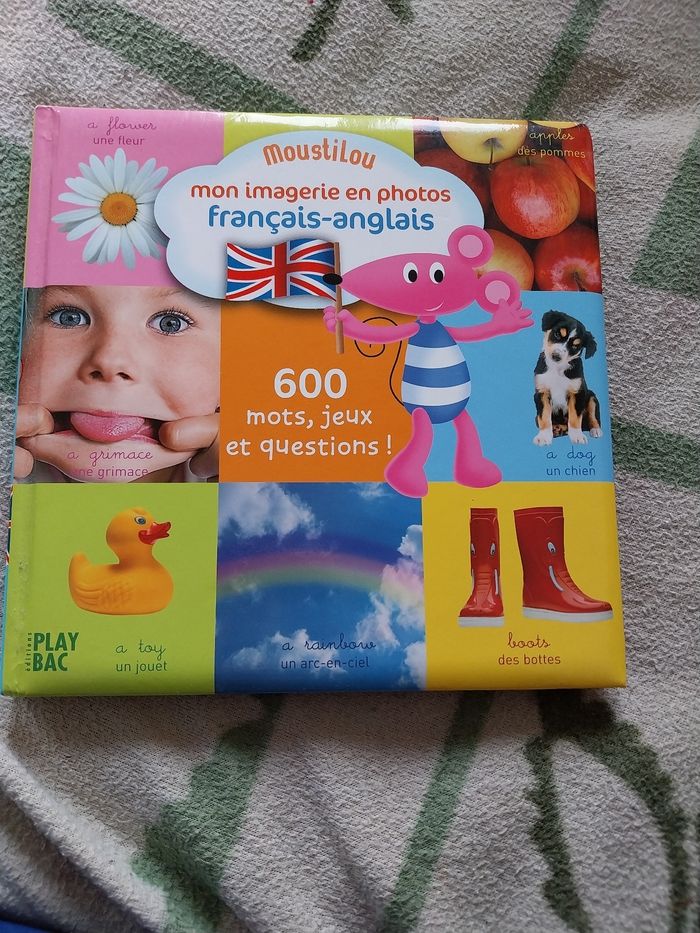 a flower
une fleur
MoustiLou
mon imagerie en photos
français-anglais
apples
des pommes
600
mots, jeux
et questions !
a grimace
une grimace
a dog
un chien
éditions
PLAY
BAC
a toy
un jouet
a rainbow
un arc-en-ciel
boots
des bottes